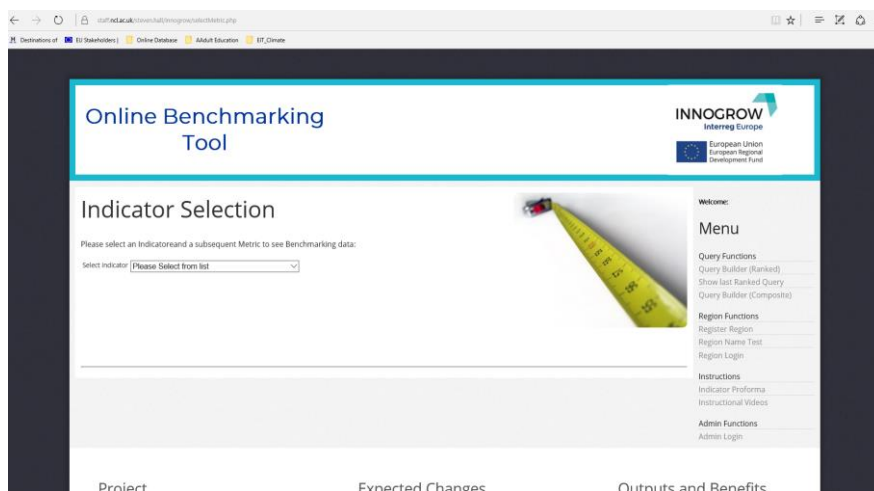 staff.ncl.ac.uk/steven.hall/innogrow/selectMetric.php
Destinations of
EU Stakeholders |
Online Database
AAdult Education
EIT_Climate
Online Benchmarking
Tool
INNOGROW
Interreg Europe
European Union
European Regional
Development Fund
Indicator Selection
Please select an Indicatoreand a subsequent Metric to see Benchmarking data:
Select Indicator Please Select from list
Welcome:
Menu
Query Functions
Query Builder (Ranked)
Show last Ranked Query
Query Builder (Composite)
Region Functions
Register Region
Region Name Test
Region Login
Instructions
Indicator Proforma
Instructional Videos
Admin Functions
Admin Login
Project
Expected Changes
Outputs and Benefits